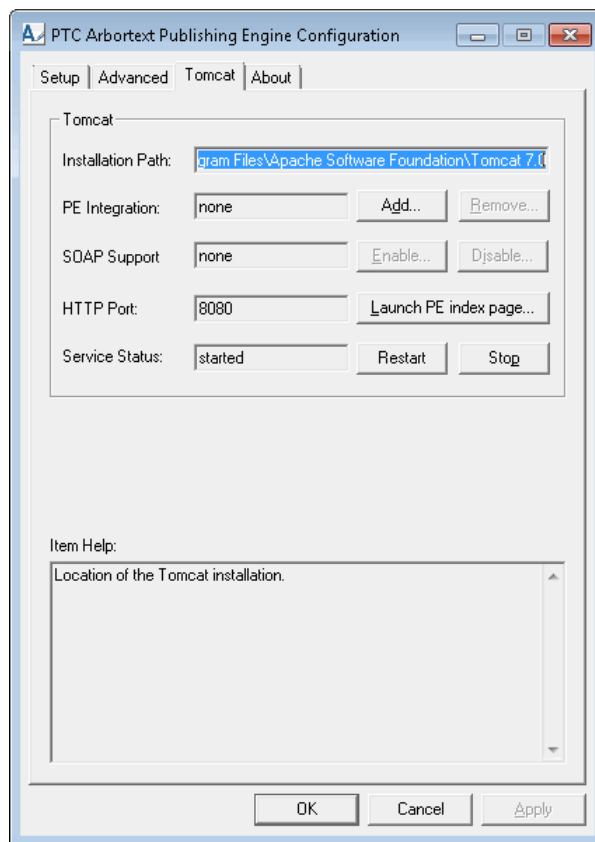 PTC Arbortext Publishing Engine Configuration
Setup Advanced Tomcat About
Tomcat
Installation Path: gram Files\Apache Software Foundation\Tomcat 7.0
PE Integration: none Add... Remove...
SOAP Support none Enable... Disable...
HTTP Port: 8080 Launch PE index page...
Service Status: started Restart Stop
Item Help:
Location of the Tomcat installation.
OK Cancel Apply